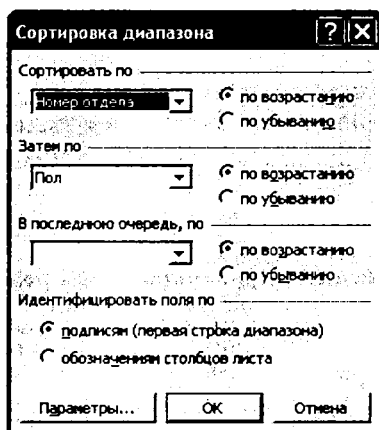 Сортировка диапазона
Сортировать по
Номер отдела
по возрастанию
по убыванию
Затем по
Пол
по возрастанию
по убыванию
В последнюю очередь, по
по возрастанию
по убыванию
Идентифицировать поля по
подписям (первая строка диапазона)
обозначениям столбцов листа
Параметры...
ОК
Отмена